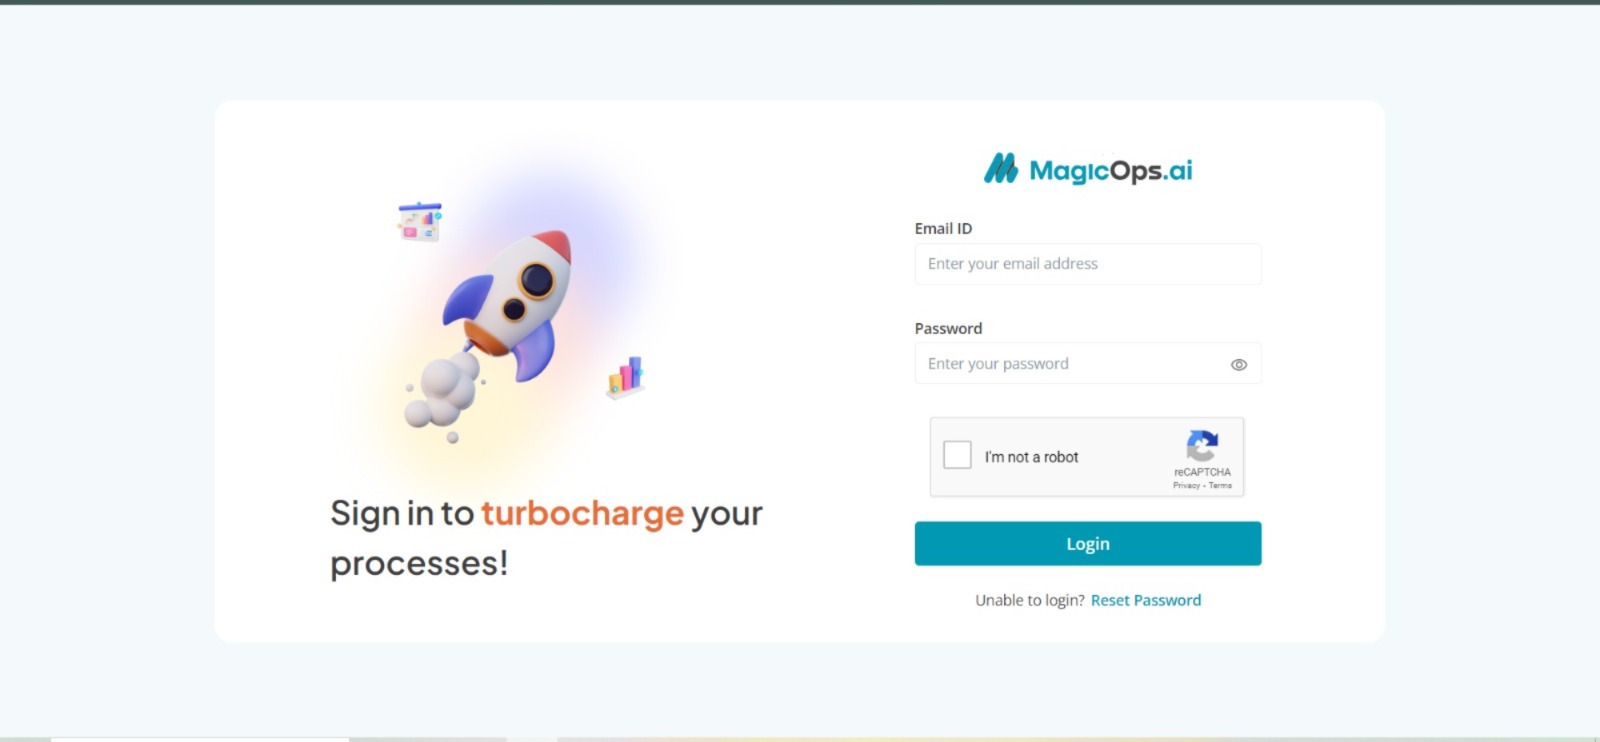 MagicOps.ai
Email ID
Enter your email address
Password
Enter your password
I'm not a robot
reCAPTCHA
Privacy - Terms
Login
Unable to login? Reset Password
Sign in to turbocharge your
processes!